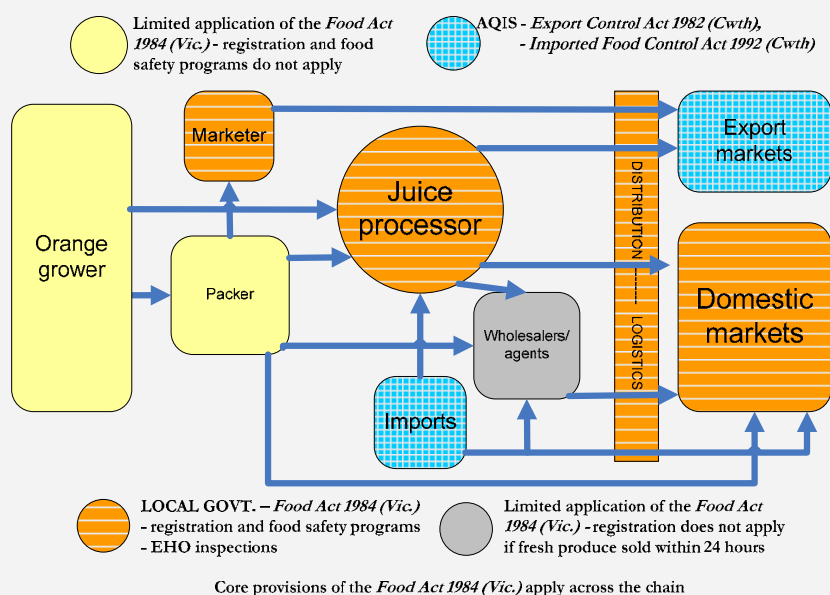 Limited application of the Food Act
1984 (Vic.) - registration and food
safety programs do not apply
AQIS - Export Control Act 1982 (Cwth),
- Imported Food Control Act 1992 (Cwth)
Marketer
Export
markets
Juice
processor
DISTRIBUTION ------- LOGISTICS
Orange
grower
Packer
Domestic
markets
Wholesalers/
agents
Imports
LOCAL GOVT. – Food Act 1984 (Vic.)
- registration and food safety programs
- EHO inspections
Limited application of the Food Act
1984 (Vic.) - registration does not apply
if fresh produce sold within 24 hours
Core provisions of the Food Act 1984 (Vic.) apply across the chain